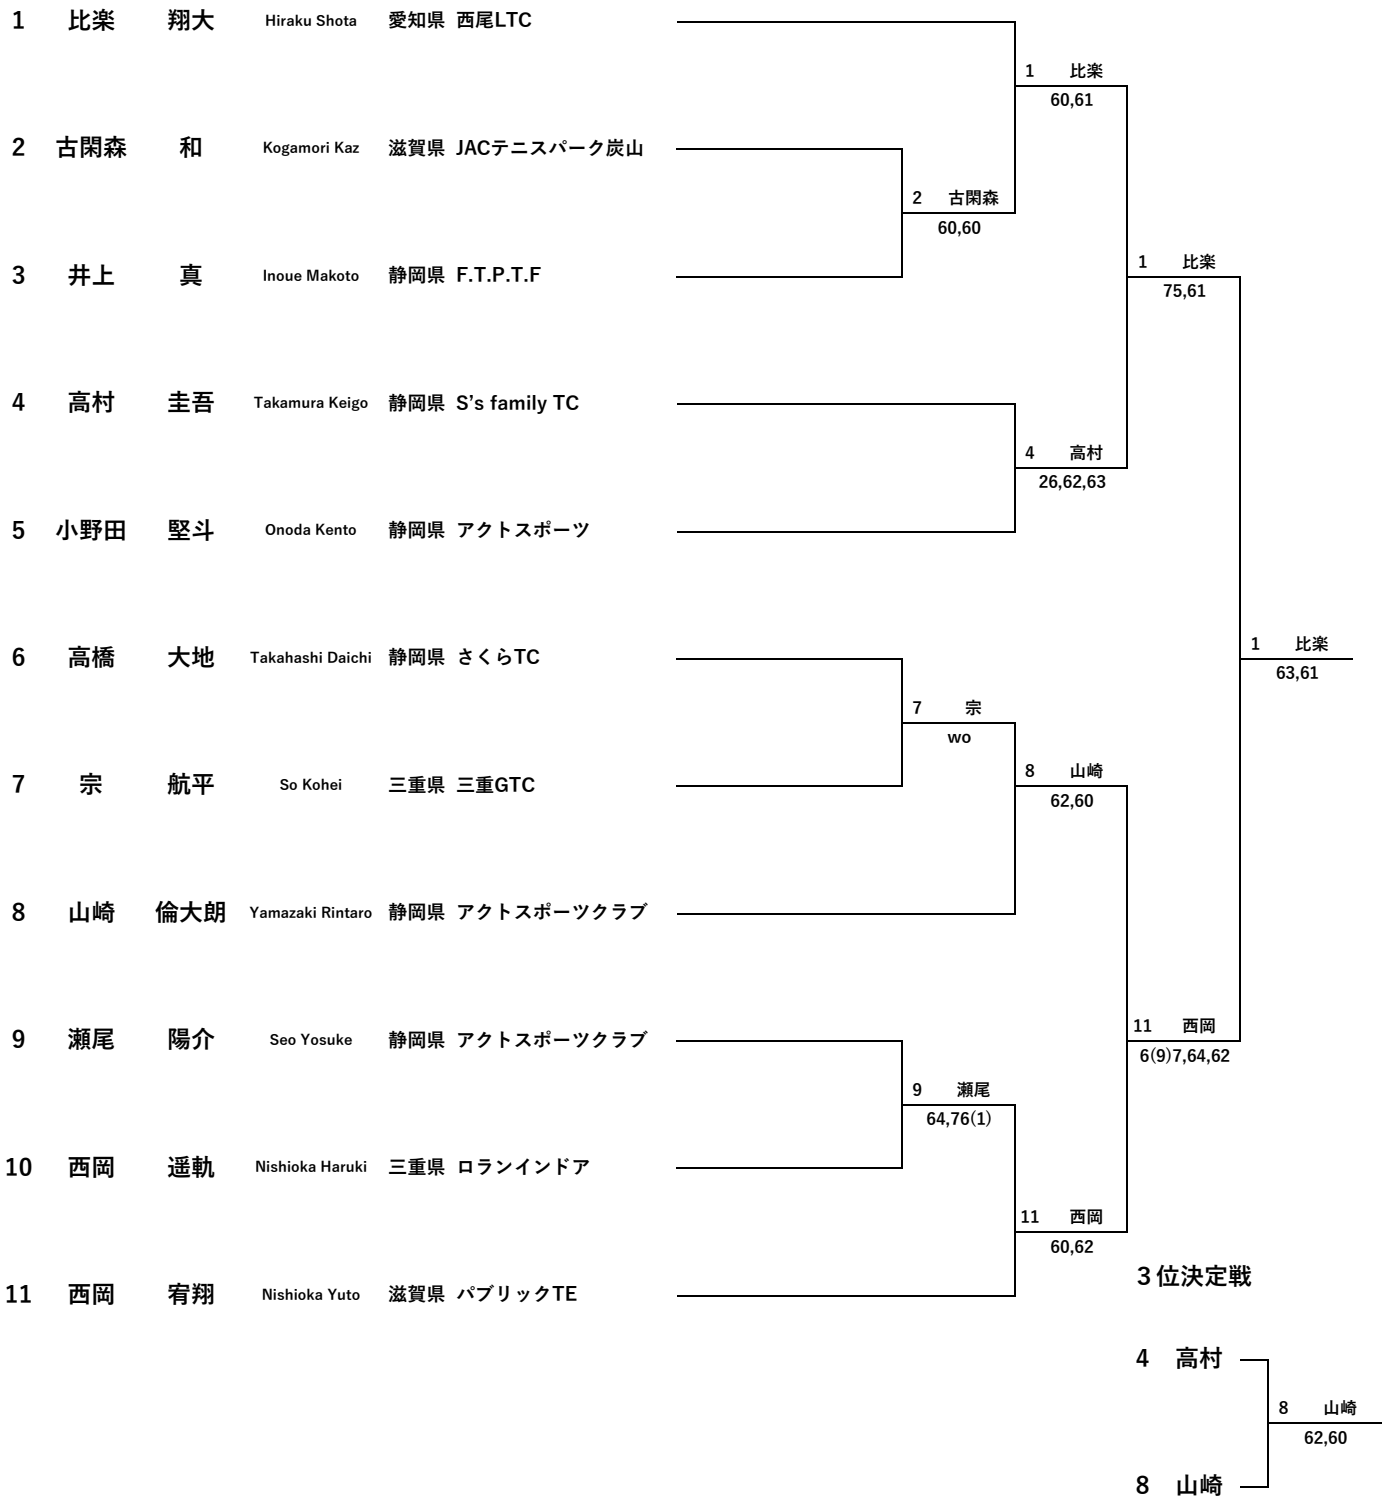 1 比楽 翔大 Hiraku Shota 愛知県 西尾LTC
1 比楽
60,61
2 古閑森 和 Kogamori Kaz 滋賀県 JACテニスパーク炭山
2 古閑森
60,60
3 井上 真 Inoue Makoto 静岡県 F.T.P.T.F
1 比楽
75,61
4 高村 圭吾 Takamura Keigo 静岡県 S’s family TC
4 高村
26,62,63
5 小野田 堅斗 Onoda Kento 静岡県 アクトスポーツ
6 高橋 大地 Takahashi Daichi 静岡県 さくらTC
1 比楽
63,61
7 宗
wo
7 宗 航平 So Kohei 三重県 三重GTC
8 山崎
62,60
8 山崎 倫大朗 Yamazaki Rintaro 静岡県 アクトスポーツクラブ
9 瀬尾 陽介 Seo Yosuke 静岡県 アクトスポーツクラブ
11 西岡
6(9)7,64,62
9 瀬尾
64,76(1)
10 西岡 遥軌 Nishioka Haruki 三重県 ロランインドア
11 西岡
60,62
11 西岡 宥翔 Nishioka Yuto 滋賀県 パブリックTE
３位決定戦
4 高村
8 山崎
62,60
8 山崎